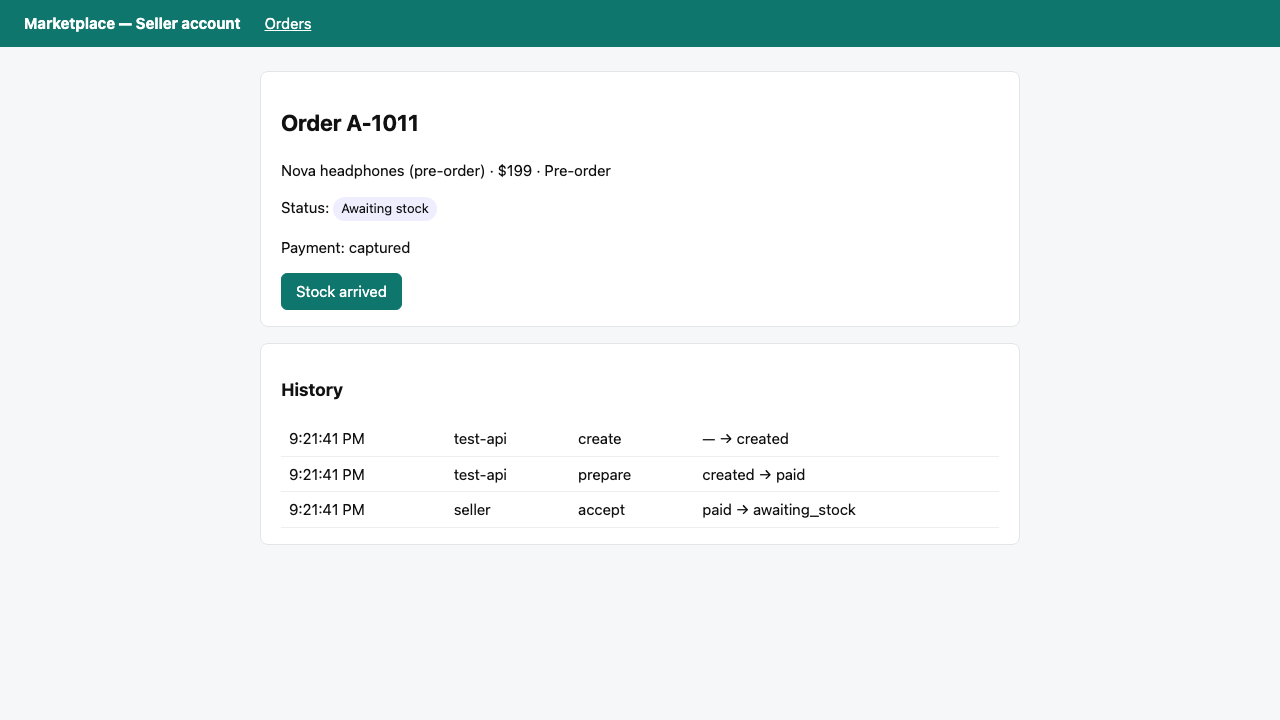 Marketplace — Seller account Orders
Order A-1011
Nova headphones (pre-order) · $199 · Pre-order
Status: Awaiting stock
Payment: captured
Stock arrived
History
9:21:41 PM test-api create — → created
9:21:41 PM test-api prepare created → paid
9:21:41 PM seller accept paid → awaiting_stock